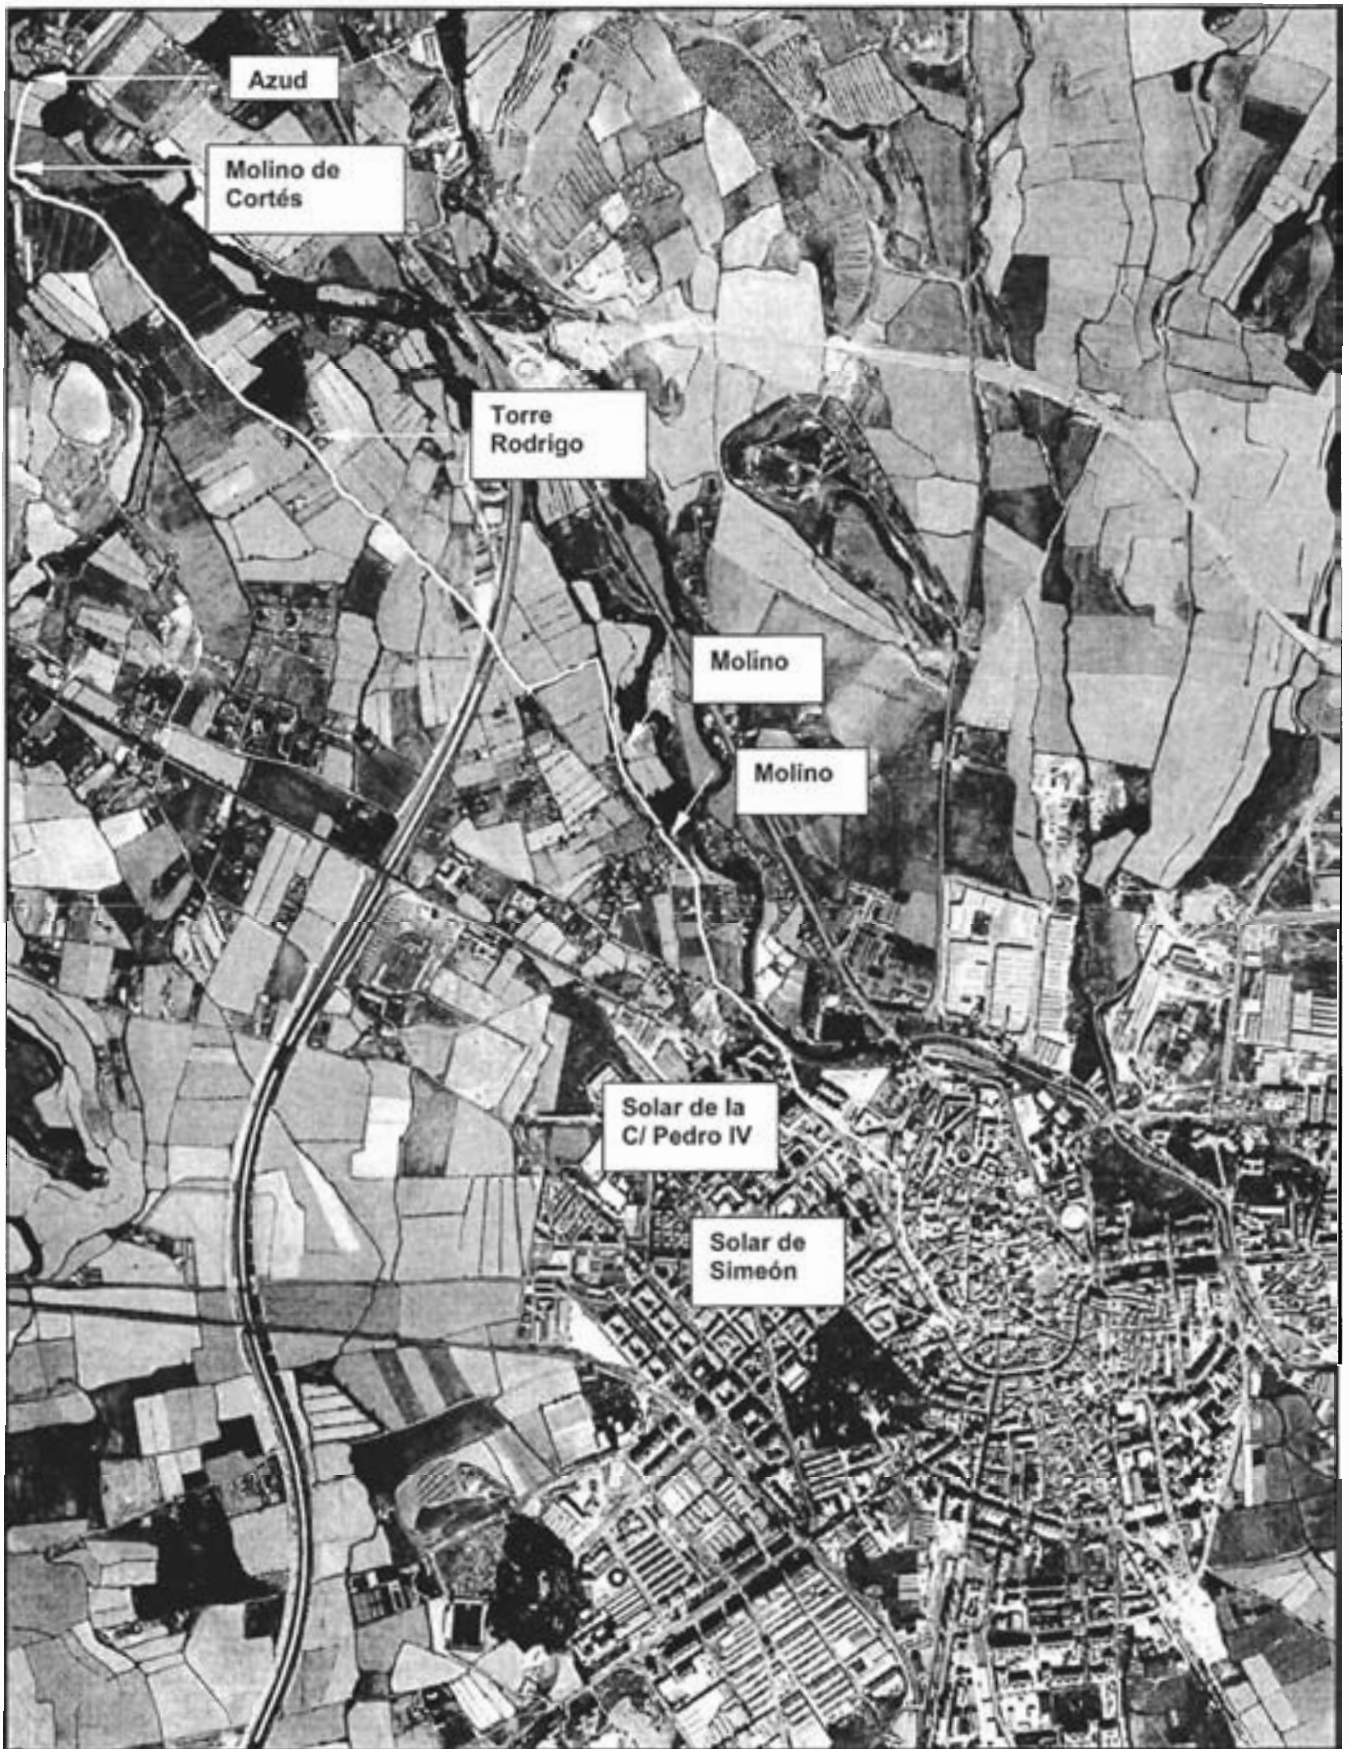 Azud
Molino de
Cortés
Torre
Rodrigo
Molino
Molino
Solar de la
C/ Pedro IV
Solar de
Simeón